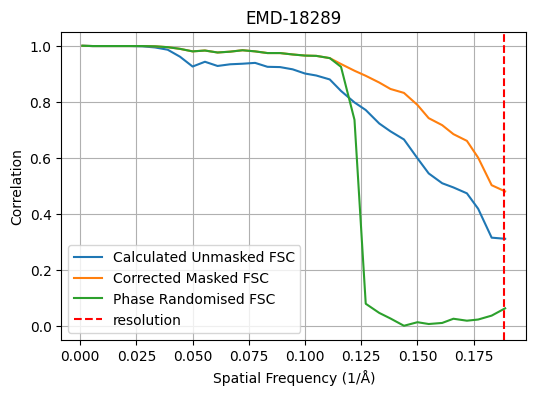 EMD-18289
1.0
0.8
0.6
0.4
0.2
0.0
Correlation
Calculated Unmasked FSC
Corrected Masked FSC
Phase Randomised FSC
resolution
0.000 0.025 0.050 0.075 0.100 0.125 0.150 0.175
Spatial Frequency (1/Å)